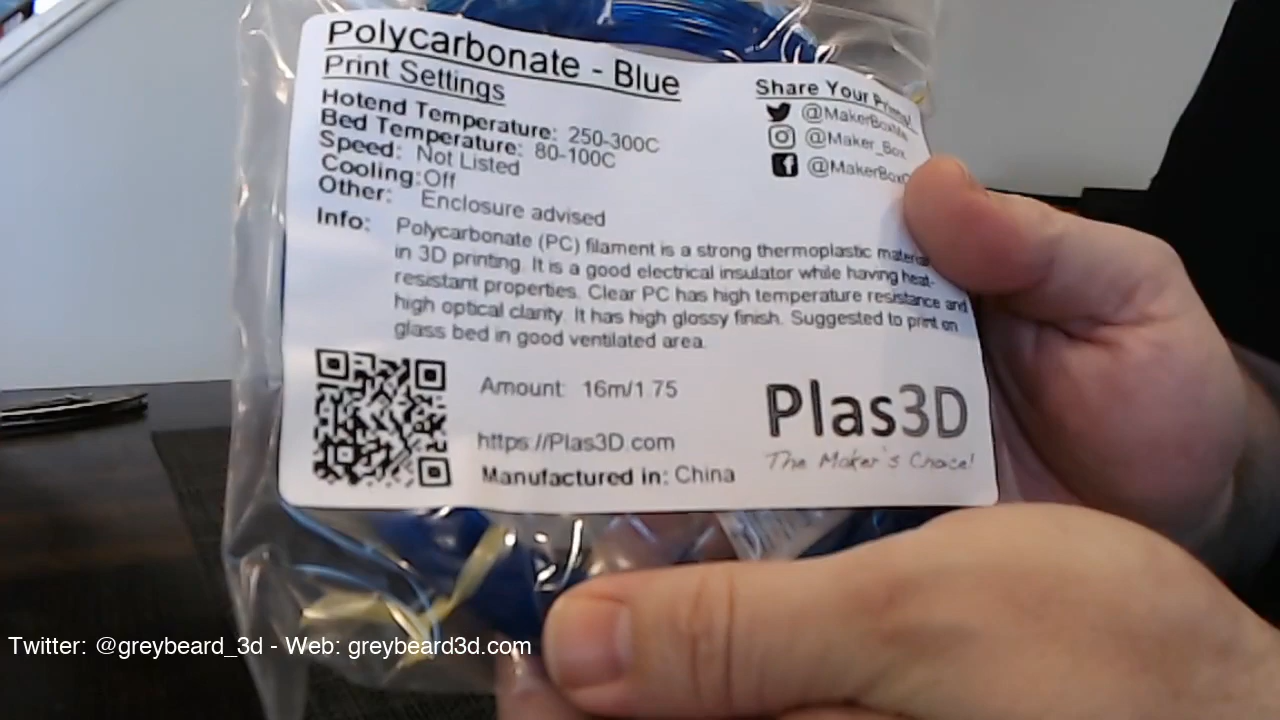 Polycarbonate - Blue
Print Settings
Hotend Temperature: 250-300C
Bed Temperature: 80-100C
Speed: Not Listed
Cooling:Off
Other: Enclosure advised
Info: Polycarbonate (PC) filament is a strong thermoplastic
in 3D printing. It is a good electrical insulator while having heat-
resistant properties. Clear PC has high temperature resistance and
high optical clarity. It has high glossy finish. Suggested to print on
glass bed in good ventilated area.
Share Your Prints!
@Maker_Box
Amount: 16m/1.75
https://Plas3D.com
Manufactured in: China
Plas3D
The Maker's Choice!
Twitter: @greybeard_3d - Web: greybeard3d.com